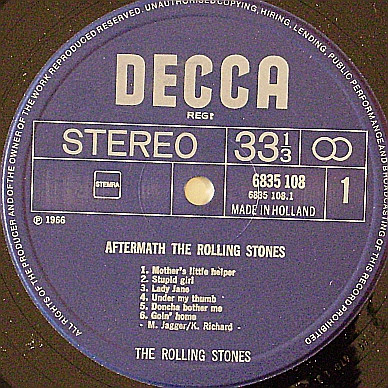 UNAUTHORISED COPYING, HIRING, LENDING, PUBLIC PERFORMANCE AND BROADCASTING OF THIS RECORD PROHIBITED
ALL RIGHTS OF THE PRODUCER AND OF THE OWNER OF THE WORK REPRODUCED RESERVED
DECCA
REGD
STEREO
33 1/3
STEMRA
6835 108
6835 108.1
MADE IN HOLLAND
1
Ⓟ 1966
AFTERMATH THE ROLLING STONES
1. Mother's little helper
2. Stupid girl
3. Lady Jane
4. Under my thumb
5. Doncha bother me
6. Goin' home
- M. Jagger/K. Richard -
THE ROLLING STONES